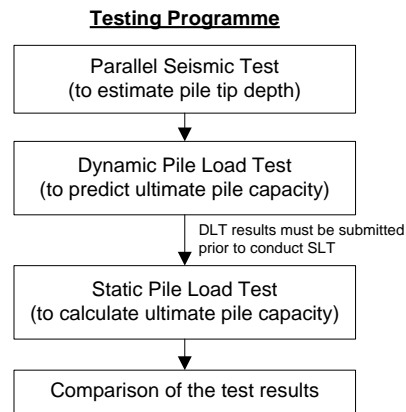 Testing Programme
Parallel Seismic Test
(to estimate pile tip depth)
Dynamic Pile Load Test
(to predict ultimate pile capacity)
DLT results must be submitted
prior to conduct SLT
Static Pile Load Test
(to calculate ultimate pile capacity)
Comparison of the test results